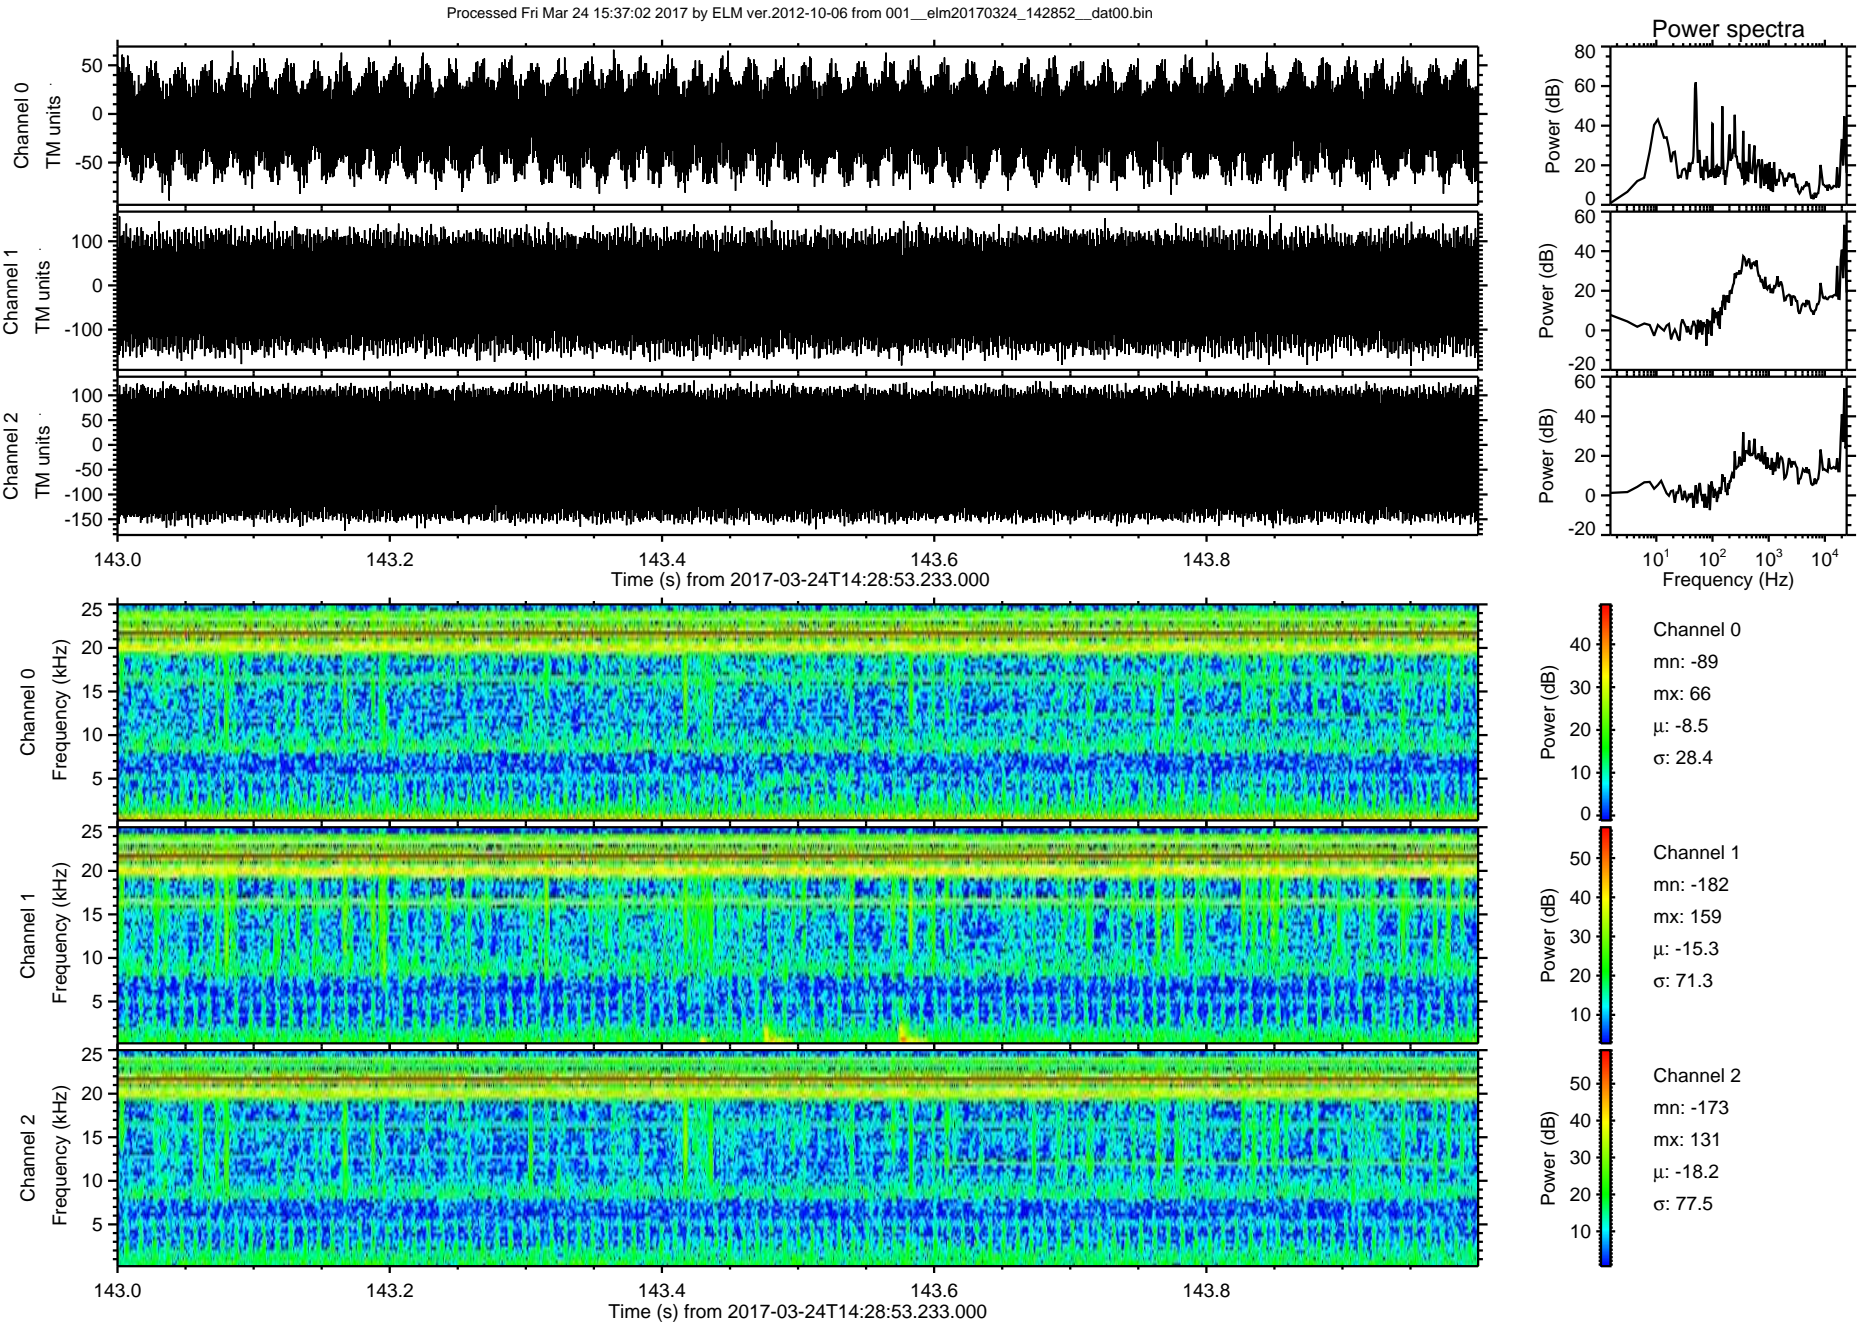 Processed Fri Mar 24 15:37:02 2017 by ELM ver.2012-10-06 from 001__elm20170324_142852__dat00.bin
Power spectra
Channel 0
TM units
50
0
-50
Power (dB)
80
60
40
20
0
Channel 1
TM units
100
0
-100
Power (dB)
60
40
20
0
-20
Channel 2
TM units
100
50
0
-50
-100
-150
Power (dB)
60
40
20
0
-20
143.0 143.2 143.4 143.6 143.8
Time (s) from 2017-03-24T14:28:53.233.000
10¹ 10² 10³ 10⁴
Frequency (Hz)
Channel 0
Frequency (kHz)
25
20
15
10
5
Power (dB)
40
30
20
10
0
Channel 0
mn: -89
mx: 66
μ: -8.5
σ: 28.4
Channel 1
Frequency (kHz)
25
20
15
10
5
Power (dB)
50
40
30
20
10
Channel 1
mn: -182
mx: 159
μ: -15.3
σ: 71.3
Channel 2
Frequency (kHz)
25
20
15
10
5
Power (dB)
50
40
30
20
10
Channel 2
mn: -173
mx: 131
μ: -18.2
σ: 77.5
143.0 143.2 143.4 143.6 143.8
Time (s) from 2017-03-24T14:28:53.233.000